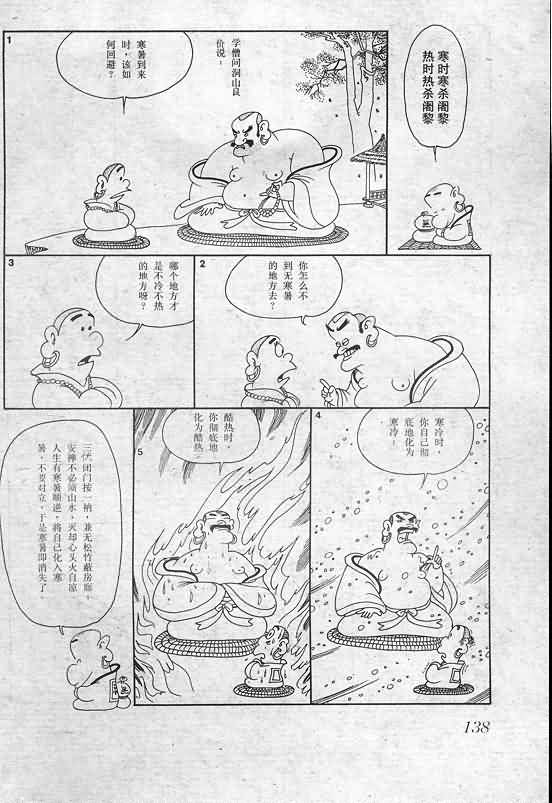 寒时寒杀阇黎
热时热杀阇黎
1
学僧问洞山良
价说：
寒暑到来
时，该如
何回避？
2
你怎么不
到无寒暑
的地方去？
3
哪个地方才
是不冷不热
的地方呀？
4
寒冷时，
你自己彻
底地化为
寒冷！
5
酷热时，
你彻底地
化为酷热
三伏闭门按一衲，兼无松竹蔽房廊。
安禅不必须山水，灭却心头火自凉
人生有寒暑顺逆，将自己化入寒
暑，不要对立，于是寒暑即消失了
138